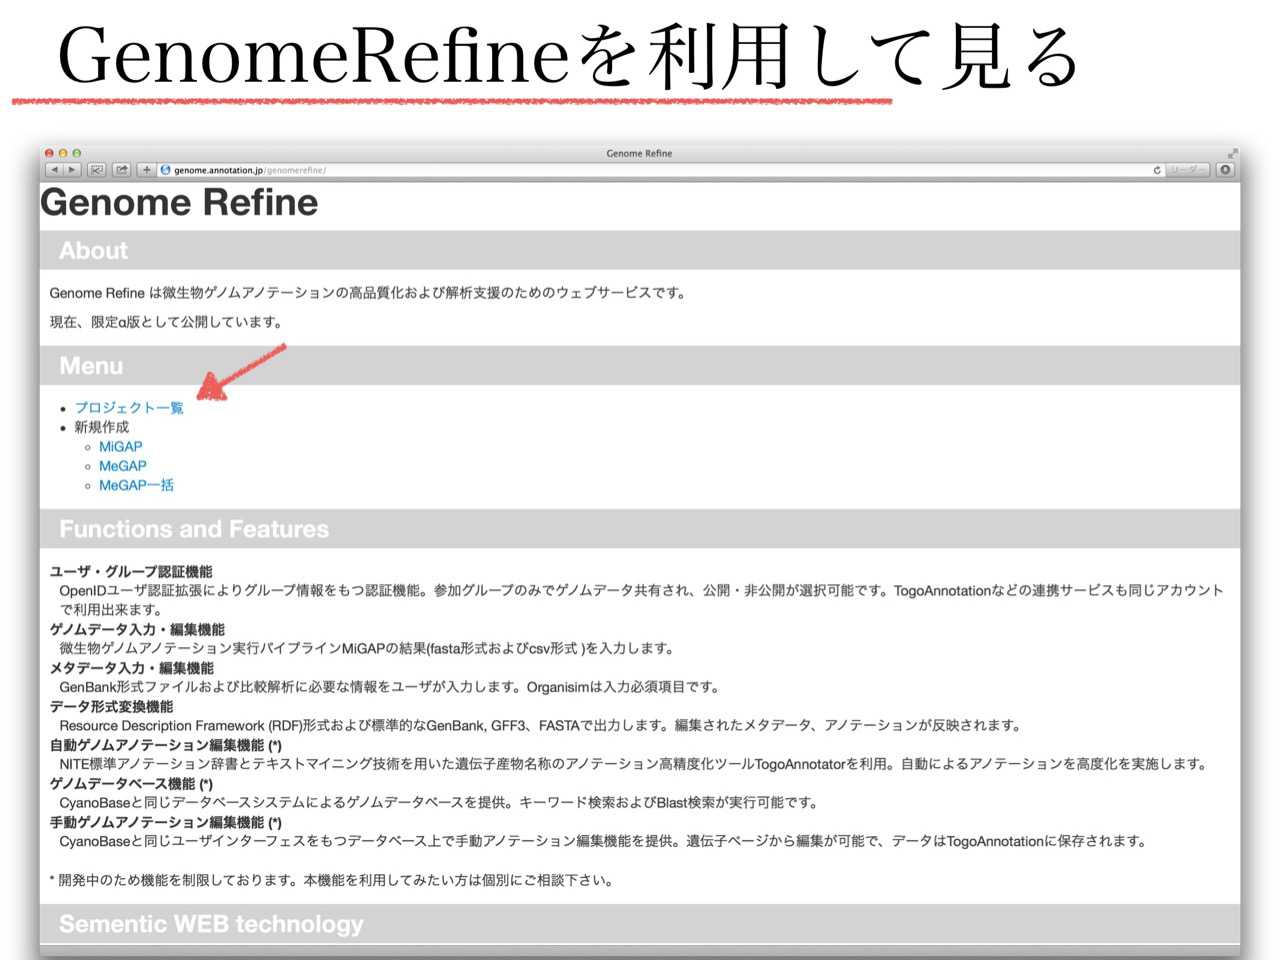 GenomeRefineを利用して見る
Genome Refine
genome.annotation.jp/genomerefine/
リーダー
Genome Refine
About
Genome Refine は微生物ゲノムアノテーションの高品質化および解析支援のためのウェブサービスです。
現在、限定α版として公開しています。
Menu
• プロジェクト一覧
• 新規作成
◦ MiGAP
◦ MeGAP
◦ MeGAP一括
Functions and Features
ユーザ・グループ認証機能
OpenIDユーザ認証拡張によりグループ情報をもつ認証機能。参加グループのみでゲノムデータ共有され、公開・非公開が選択可能です。TogoAnnotationなどの連携サービスも同じアカウント
で利用出来ます。
ゲノムデータ入力・編集機能
微生物ゲノムアノテーション実行パイプラインMiGAPの結果(fasta形式およびcsv形式 )を入力します。
メタデータ入力・編集機能
GenBank形式ファイルおよび比較解析に必要な情報をユーザが入力します。Organisimは入力必須項目です。
データ形式変換機能
Resource Description Framework (RDF)形式および標準的なGenBank, GFF3、FASTAで出力します。編集されたメタデータ、アノテーションが反映されます。
自動ゲノムアノテーション編集機能 (*)
NITE標準アノテーション辞書とテキストマイニング技術を用いた遺伝子産物名称のアノテーション高精度化ツールTogoAnnotatorを利用。自動によるアノテーションを高度化を実施します。
ゲノムデータベース機能 (*)
CyanoBaseと同じデータベースシステムによるゲノムデータベースを提供。キーワード検索およびBlast検索が実行可能です。
手動ゲノムアノテーション編集機能 (*)
CyanoBaseと同じユーザインターフェスをもつデータベース上で手動アノテーション編集機能を提供。遺伝子ページから編集が可能で、データはTogoAnnotationに保存されます。
* 開発中のため機能を制限しております。本機能を利用してみたい方は個別にご相談下さい。
Sementic WEB technology